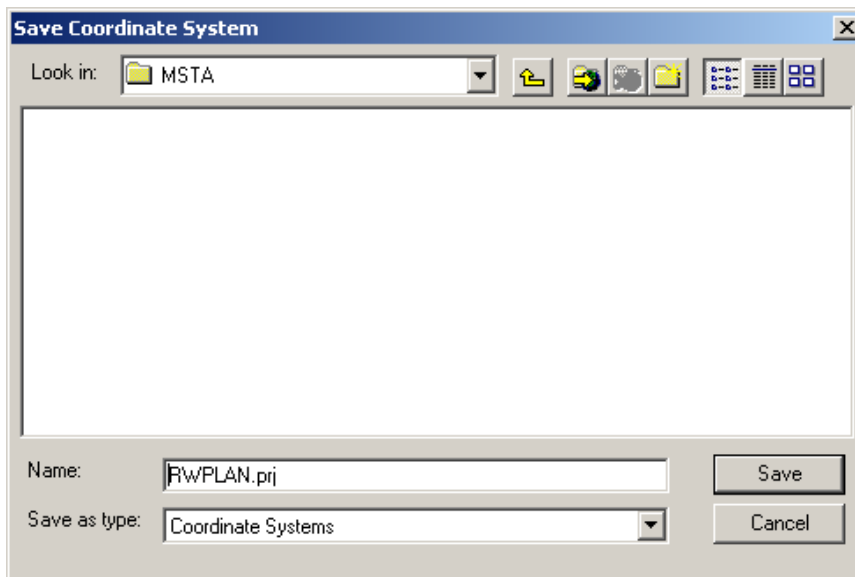 Save Coordinate System
Look in: MSTA
Name: RWPLAN.prj Save
Save as type: Coordinate Systems Cancel